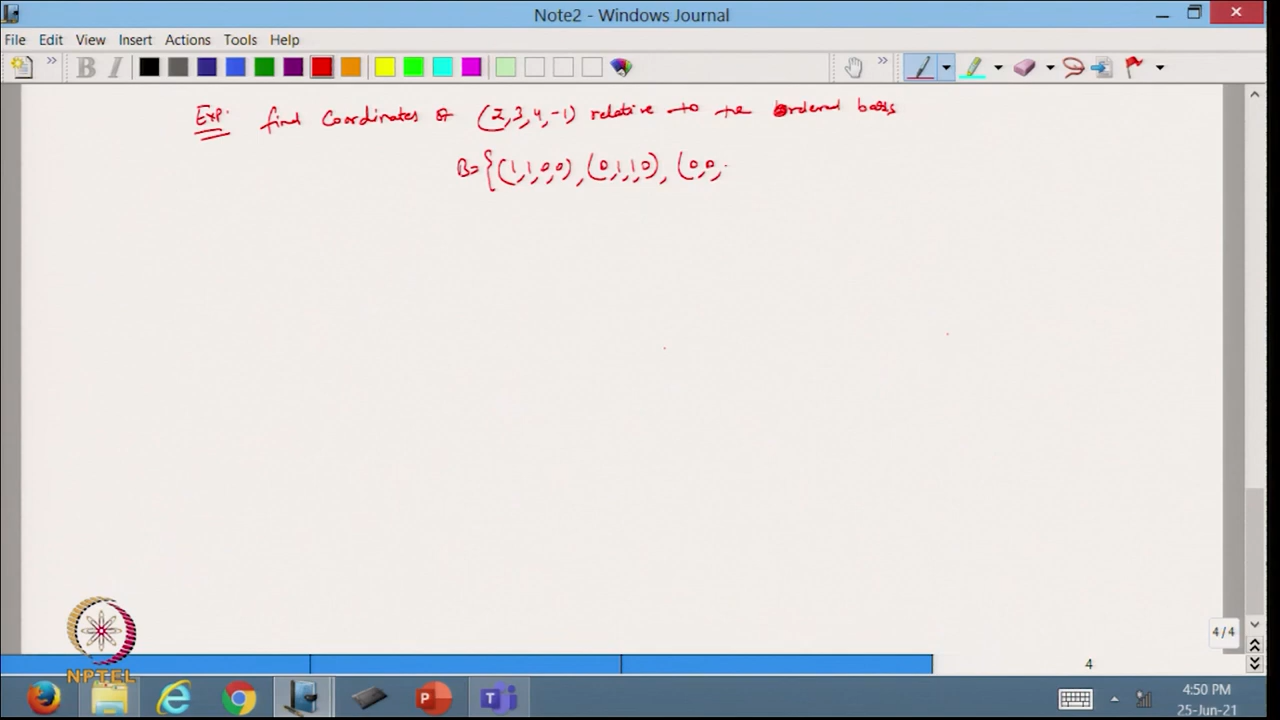 Note2 - Windows Journal
File Edit View Insert Actions Tools Help
Exp: find coordinates of (2,3,4,-1) relative to the ordered basis
B={(1,1,0,0), (0,1,1,0), (0,0,
4/4
4
NPTEL
4:50 PM
25-Jun-21